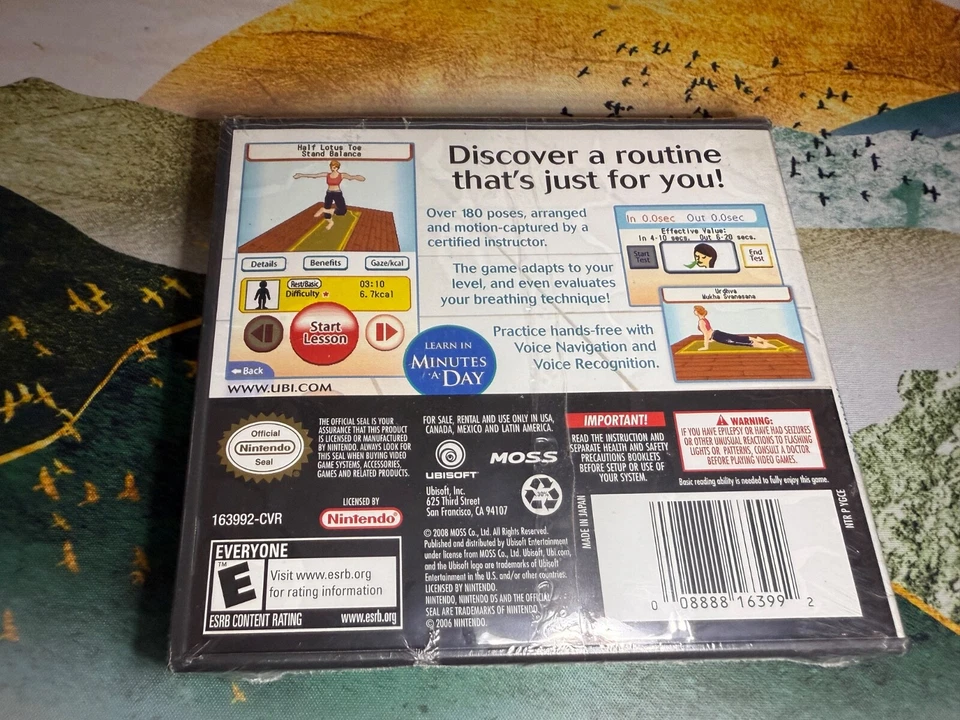 Half Lotus Toe
Stand Balance
Details
Benefits
Gaze/kcal
Rest/Basic
03:10
Difficulty ★
6.7kcal
Start
Lesson
Back
WWW.UBI.COM
Discover a routine
that's just for you!
Over 180 poses, arranged
and motion-captured by a
certified instructor.
The game adapts to your
level, and even evaluates
your breathing technique!
Practice hands-free with
Voice Navigation and
Voice Recognition.
LEARN IN
MINUTES
·A·
DAY
In 0.0sec Out 0.0sec
Effective Value:
In 4-10 secs. Out 6-20 secs.
Start
Test
End
Test
Urdhva
Mukha Svanasana
Official
Nintendo
Seal
THE OFFICIAL SEAL IS YOUR
ASSURANCE THAT THIS PRODUCT
IS LICENSED OR MANUFACTURED
BY NINTENDO. ALWAYS LOOK FOR
THIS SEAL WHEN BUYING VIDEO
GAME SYSTEMS, ACCESSORIES,
GAMES AND RELATED PRODUCTS.
LICENSED BY
Nintendo
163992-CVR
EVERYONE
TM
E
Visit www.esrb.org
for rating information
ESRB CONTENT RATING
www.esrb.org
FOR SALE, RENTAL AND USE ONLY IN USA,
CANADA, MEXICO AND LATIN AMERICA.
UBISOFT
MOSS
Ubisoft, Inc.
625 Third Street
San Francisco, CA 94107
30%
© 2008 MOSS Co., Ltd. All Rights Reserved.
Published and distributed by Ubisoft Entertainment
under license from MOSS Co., Ltd. Ubisoft, Ubi.com,
and the Ubisoft logo are trademarks of Ubisoft
Entertainment in the U.S. and/or other countries.
LICENSED BY NINTENDO.
NINTENDO, NINTENDO DS AND THE OFFICIAL
SEAL ARE TRADEMARKS OF NINTENDO.
© 2006 NINTENDO.
IMPORTANT!
READ THE INSTRUCTION AND
SEPARATE HEALTH AND SAFETY
PRECAUTIONS BOOKLETS
BEFORE SETUP OR USE OF
YOUR SYSTEM.
WARNING:
IF YOU HAVE EPILEPSY OR HAVE HAD SEIZURES
OR OTHER UNUSUAL REACTIONS TO FLASHING
LIGHTS OR PATTERNS, CONSULT A DOCTOR
BEFORE PLAYING VIDEO GAMES.
Basic reading ability is needed to fully enjoy this game.
MADE IN JAPAN
NTR P YGCE
0 08888 16399 2